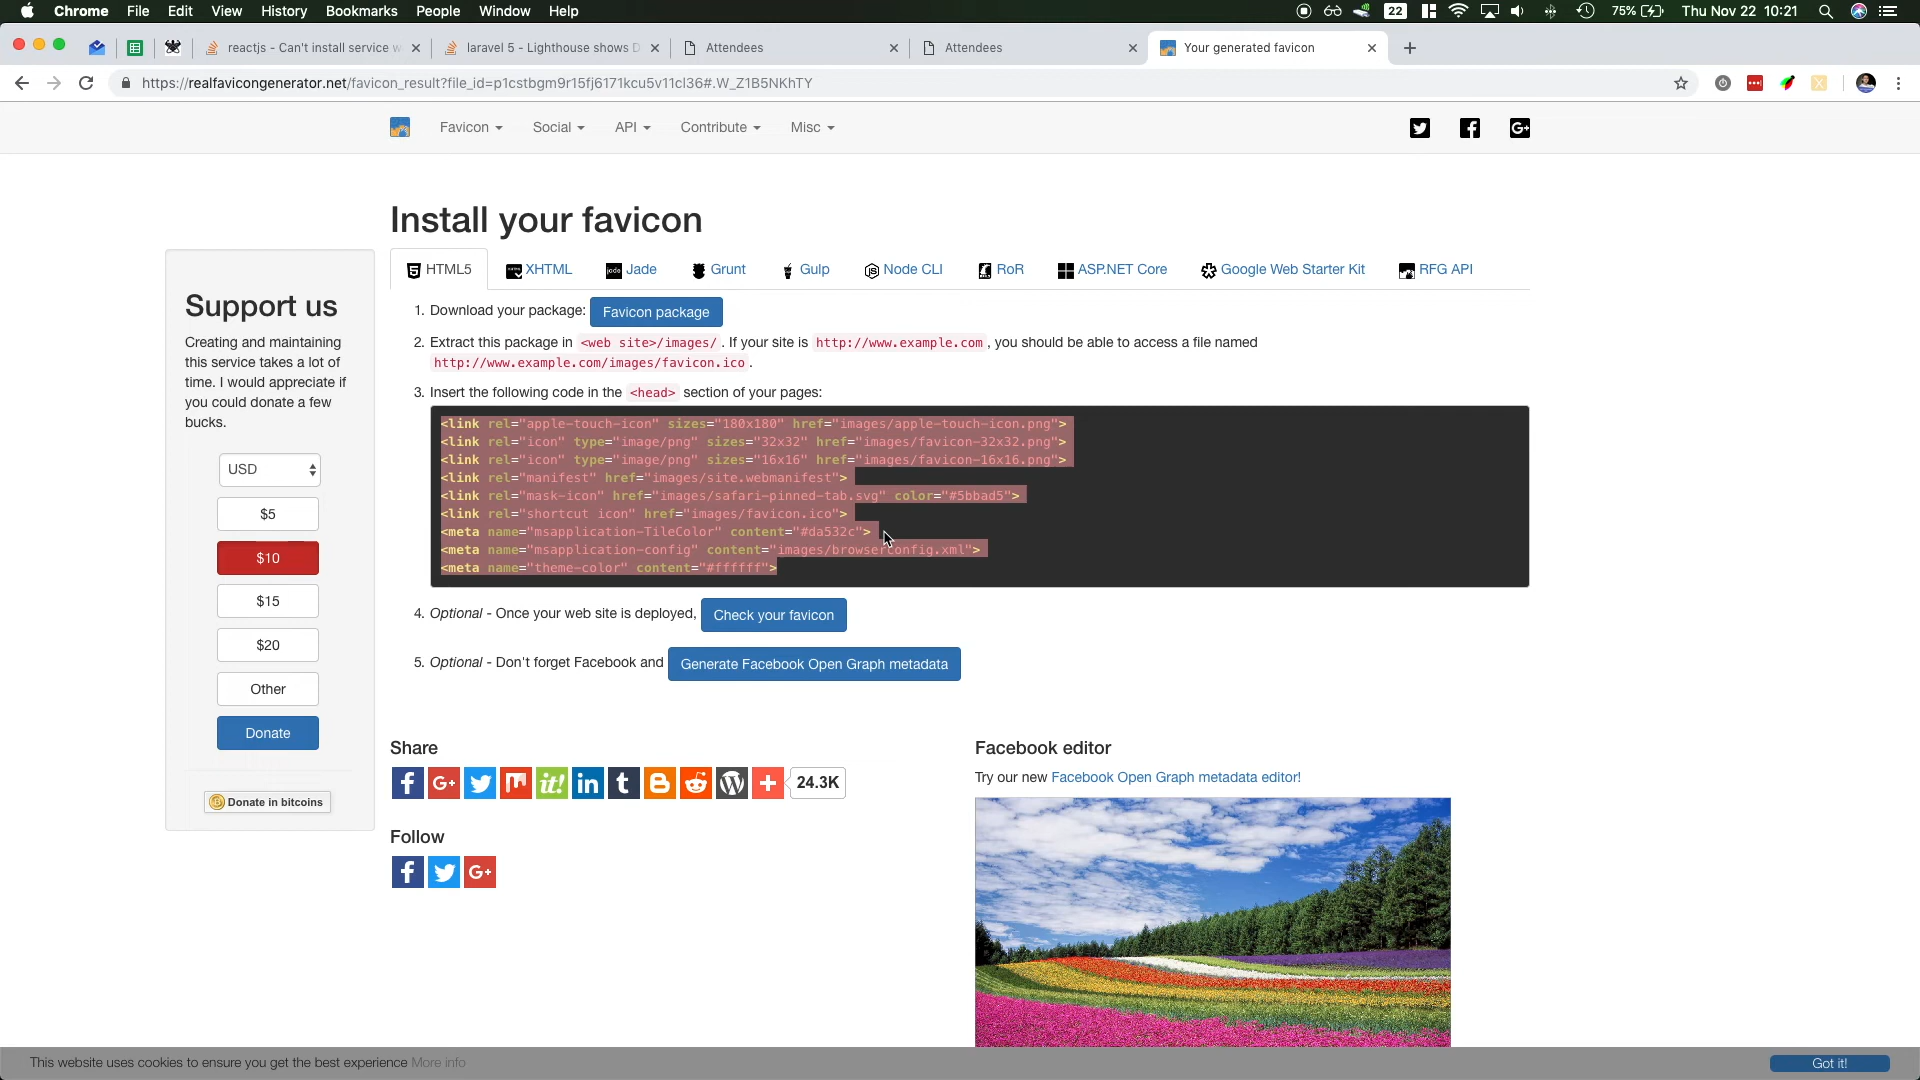 Chrome File Edit View History Bookmarks People Window Help
22
75%
Thu Nov 22 10:21
reactjs - Can't install service w
laravel 5 - Lighthouse shows D
Attendees
Attendees
Your generated favicon
https://realfavicongenerator.net/favicon_result?file_id=p1cstbgm9r15fj6171kcu5v11cl36#.W_Z1B5NKhTY
Favicon Social API Contribute Misc
Install your favicon
HTML5 XHTML Jade Grunt Gulp Node CLI RoR ASP.NET Core Google Web Starter Kit RFG API
1. Download your package: Favicon package
2. Extract this package in <web site>/images/. If your site is http://www.example.com, you should be able to access a file named
http://www.example.com/images/favicon.ico.
3. Insert the following code in the <head> section of your pages:
<link rel="apple-touch-icon" sizes="180x180" href="images/apple-touch-icon.png">
<link rel="icon" type="image/png" sizes="32x32" href="images/favicon-32x32.png">
<link rel="icon" type="image/png" sizes="16x16" href="images/favicon-16x16.png">
<link rel="manifest" href="images/site.webmanifest">
<link rel="mask-icon" href="images/safari-pinned-tab.svg" color="#5bbad5">
<link rel="shortcut icon" href="images/favicon.ico">
<meta name="msapplication-TileColor" content="#da532c">
<meta name="msapplication-config" content="images/browserconfig.xml">
<meta name="theme-color" content="#ffffff">
4. Optional - Once your web site is deployed, Check your favicon
5. Optional - Don't forget Facebook and Generate Facebook Open Graph metadata
Support us
Creating and maintaining
this service takes a lot of
time. I would appreciate if
you could donate a few
bucks.
USD
$5
$10
$15
$20
Other
Donate
Donate in bitcoins
Share
24.3K
Follow
Facebook editor
Try our new Facebook Open Graph metadata editor!
This website uses cookies to ensure you get the best experience More info
Got it!